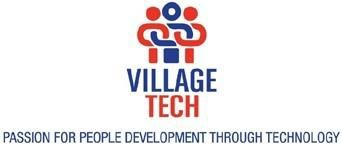 VILLAGE
TECH
PASSION FOR PEOPLE DEVELOPMENT THROUGH TECHNOLOGY